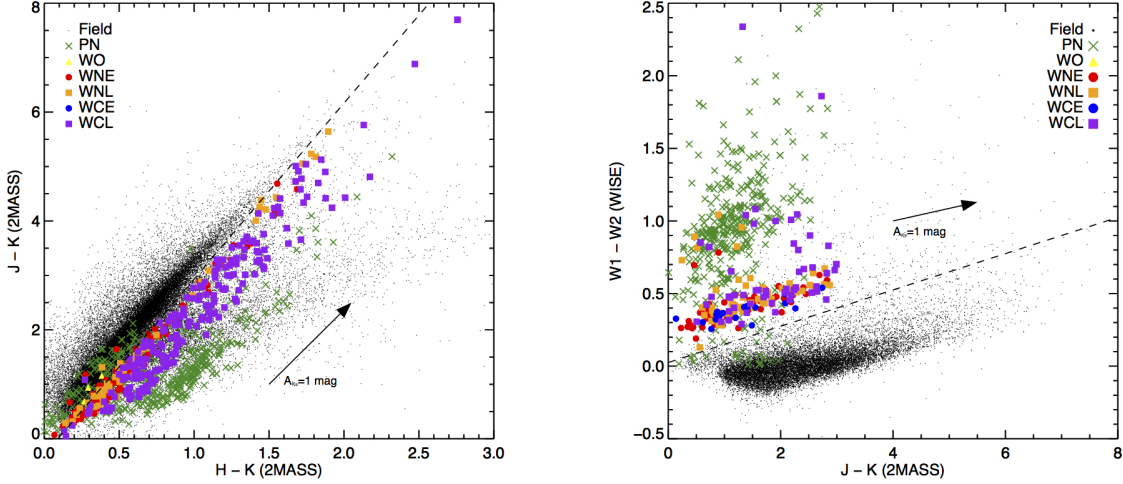 8
6
4
2
0
0.0
0.5
1.0
1.5
2.0
2.5
3.0
J – K (2MASS)
H – K (2MASS)
Field
PN
WO
WNE
WNL
WCE
WCL
A_Ks=1 mag
2.5
2.0
1.5
1.0
0.5
0.0
–0.5
0
2
4
6
8
W1 – W2 (WISE)
J – K (2MASS)
Field
PN
WO
WNE
WNL
WCE
WCL
A_Ks=1 mag